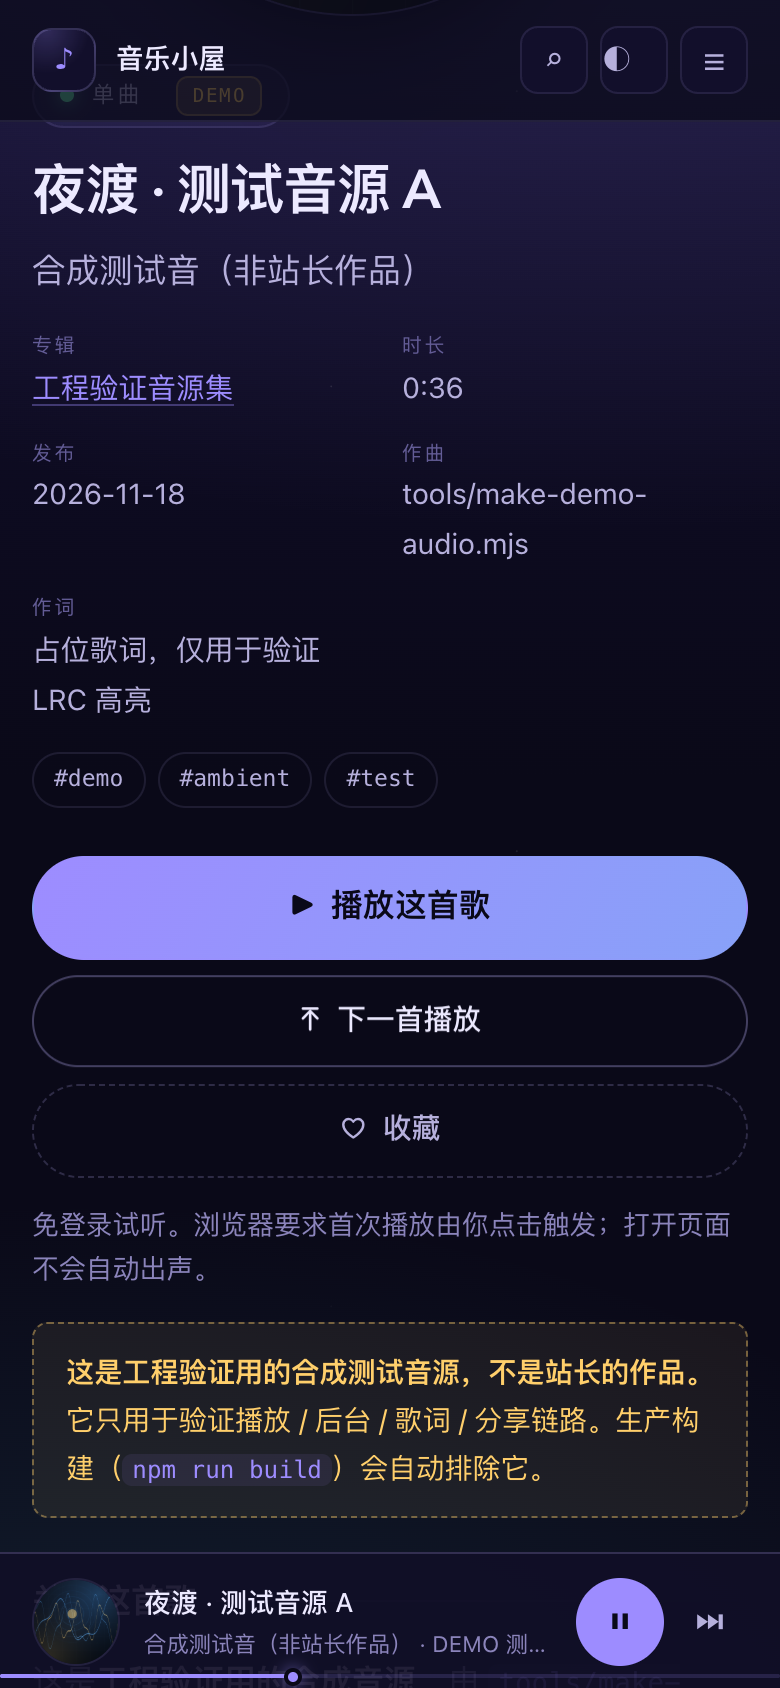 音乐小屋
单曲 DEMO
夜渡 · 测试音源 A
合成测试音（非站长作品）
专辑
工程验证音源集
时长
0:36
发布
2026-11-18
作曲
tools/make-demo-
audio.mjs
作词
占位歌词，仅用于验证
LRC 高亮
#demo #ambient #test
播放这首歌
下一首播放
收藏
免登录试听。浏览器要求首次播放由你点击触发；打开页面
不会自动出声。
这是工程验证用的合成测试音源，不是站长的作品。
它只用于验证播放 / 后台 / 歌词 / 分享链路。生产构
建（npm run build）会自动排除它。
夜渡 · 测试音源 A
合成测试音（非站长作品） · DEMO 测...